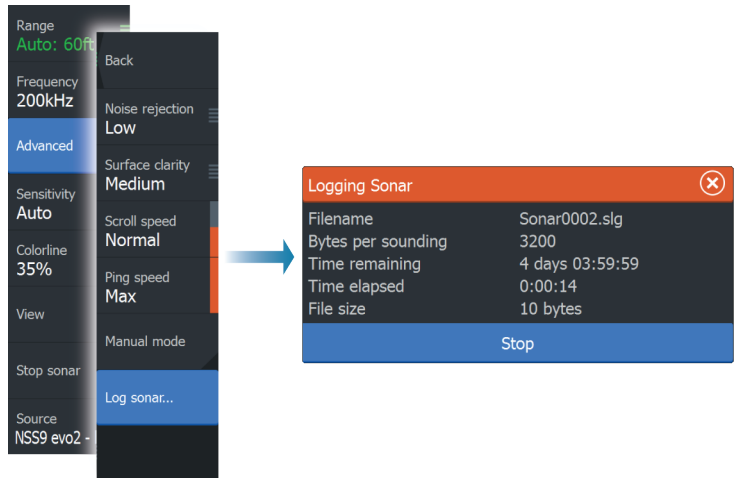 Range
Auto: 60ft
Frequency
200kHz
Advanced
Sensitivity
Auto
Colorline
35%
View
Stop sonar
Source
NSS9 evo2 -
Back
Noise rejection
Low
Surface clarity
Medium
Scroll speed
Normal
Ping speed
Max
Manual mode
Log sonar...
Logging Sonar
Filename Sonar0002.slg
Bytes per sounding 3200
Time remaining 4 days 03:59:59
Time elapsed 0:00:14
File size 10 bytes
Stop